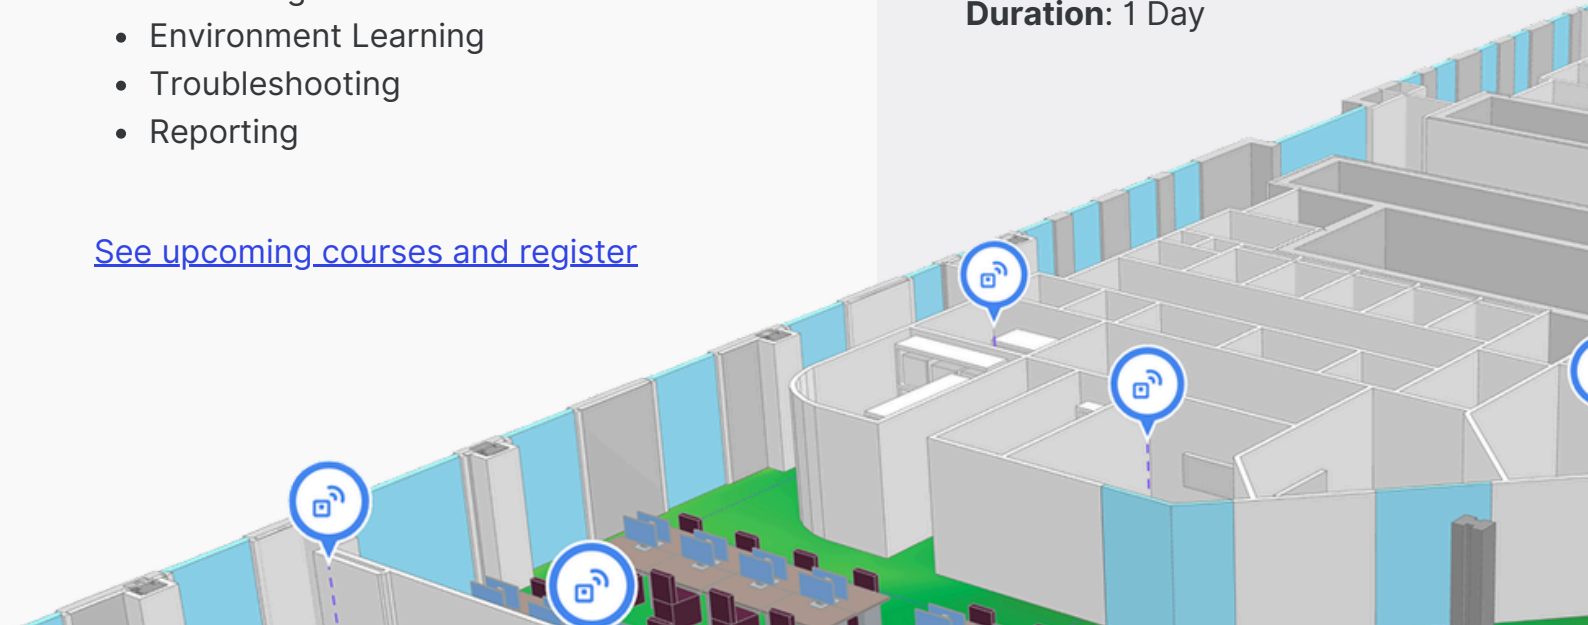 Environment Learning
Troubleshooting
Reporting
See upcoming courses and register
Duration: 1 Day